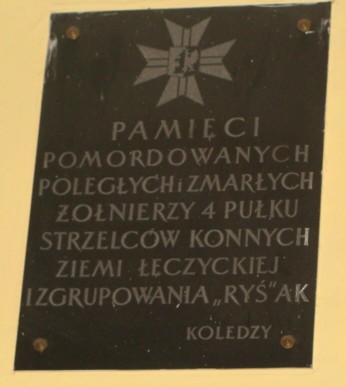 PAMIĘCI
POMORDOWANYCH
POLEGŁYCH i ZMARŁYCH
ŻOŁNIERZY 4 PUŁKU
STRZELCÓW KONNYCH
ZIEMI ŁĘCZYCKIEJ
I ZGRUPOWANIA „RYŚ" AK
KOLEDZY